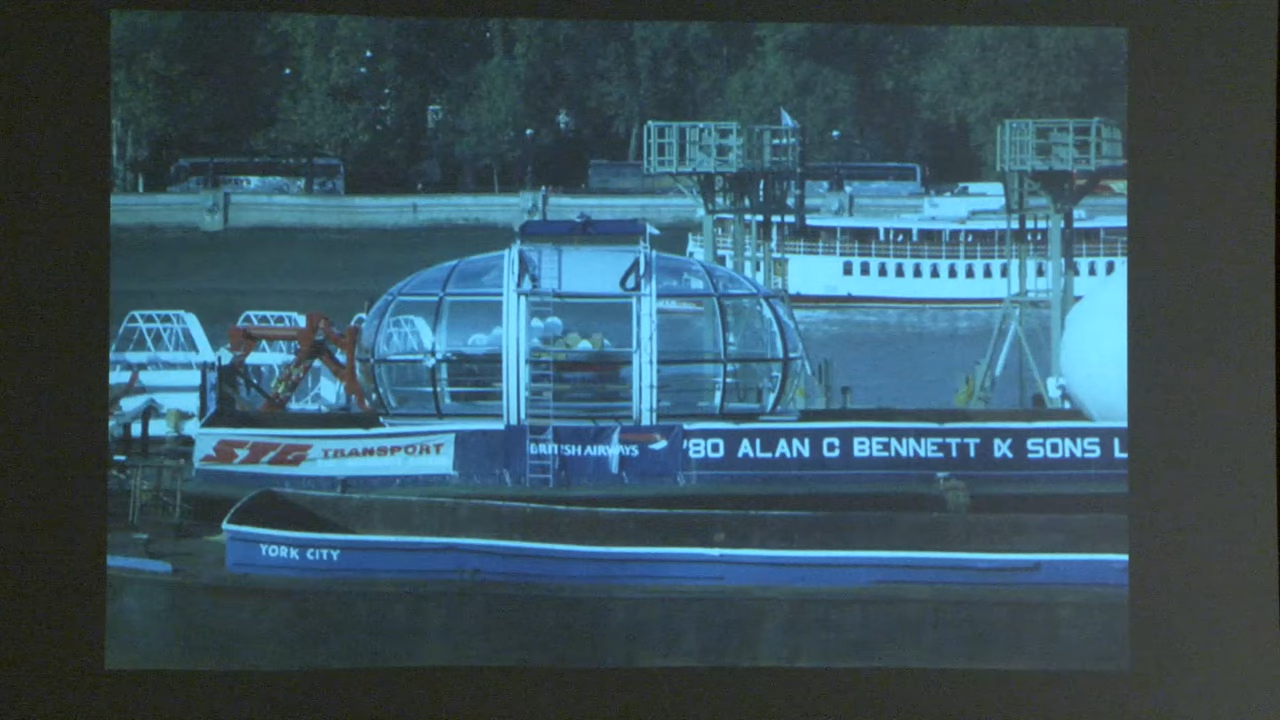 STG TRANSPORT
BRITISH AIRWAYS
'80 ALAN C BENNETT & SONS L
YORK CITY